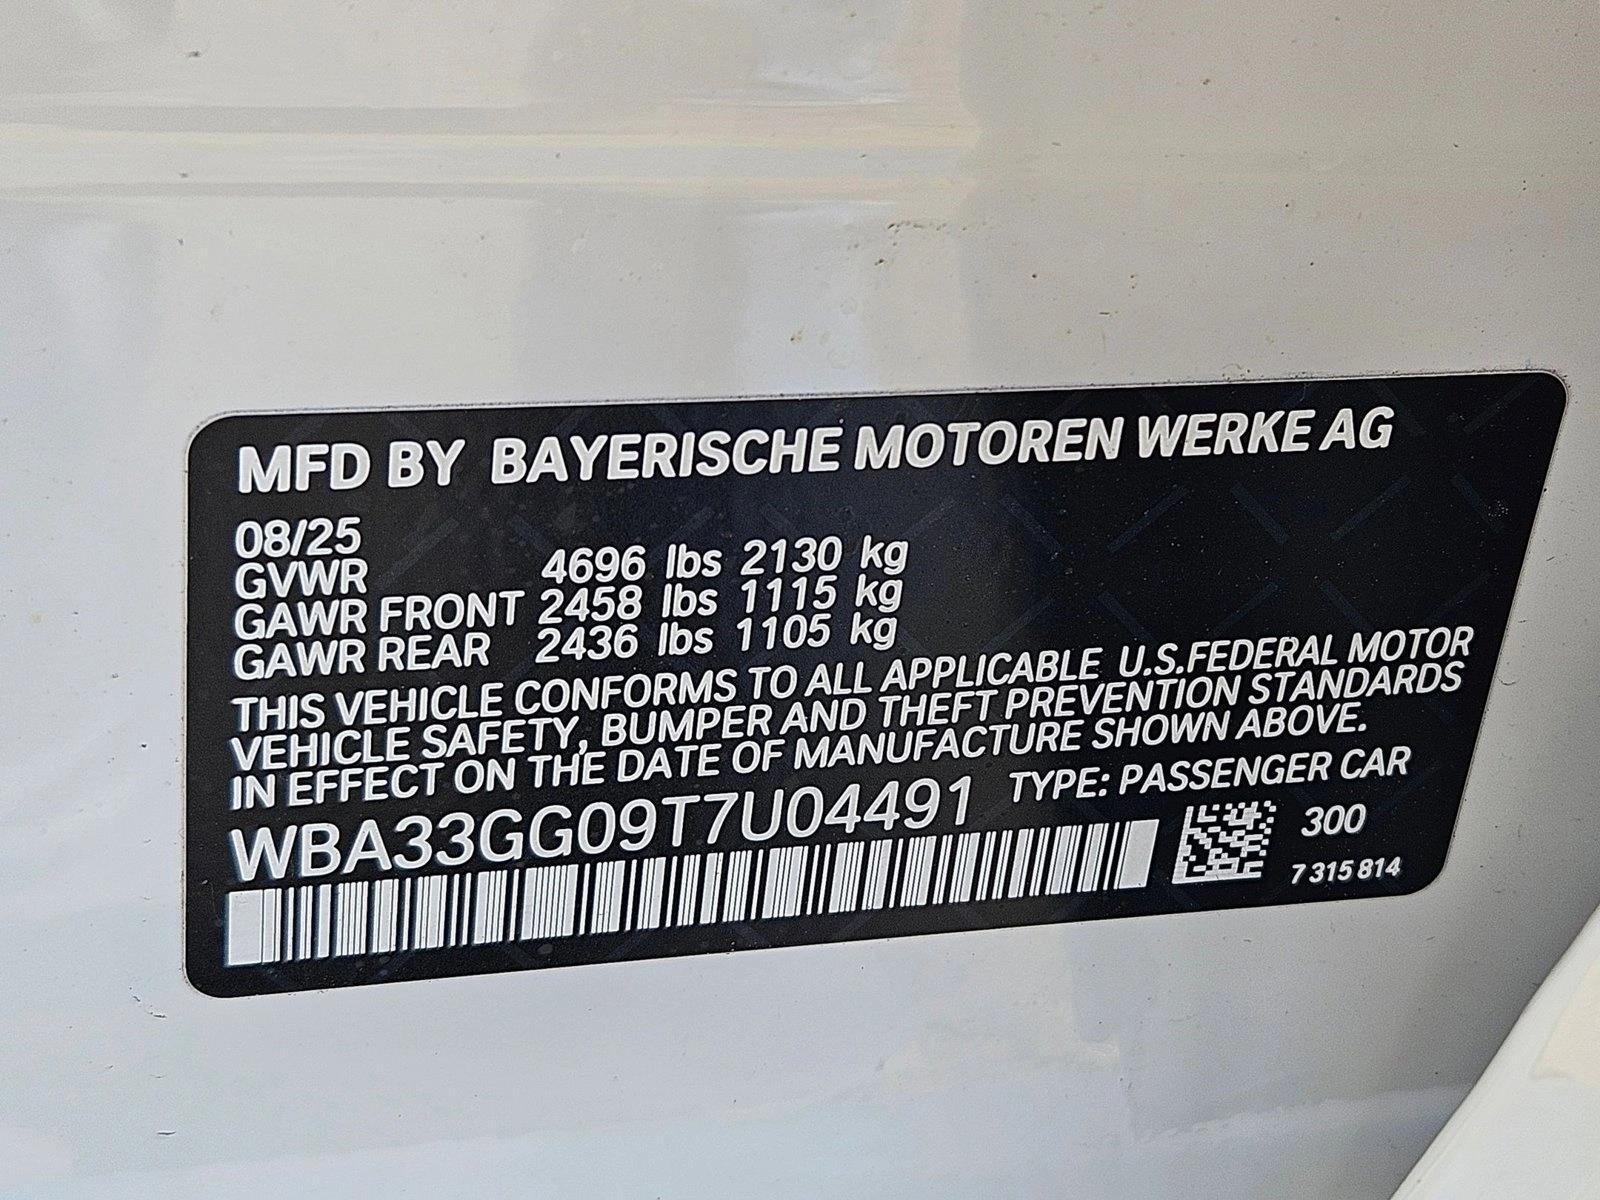 MFD BY BAYERISCHE MOTOREN WERKE AG
08/25
GVWR 4696 lbs 2130 kg
GAWR FRONT 2458 lbs 1115 kg
GAWR REAR 2436 lbs 1105 kg
THIS VEHICLE CONFORMS TO ALL APPLICABLE U.S.FEDERAL MOTOR
VEHICLE SAFETY, BUMPER AND THEFT PREVENTION STANDARDS
IN EFFECT ON THE DATE OF MANUFACTURE SHOWN ABOVE.
WBA33GG09T7U04491 TYPE: PASSENGER CAR
300
7 315 814